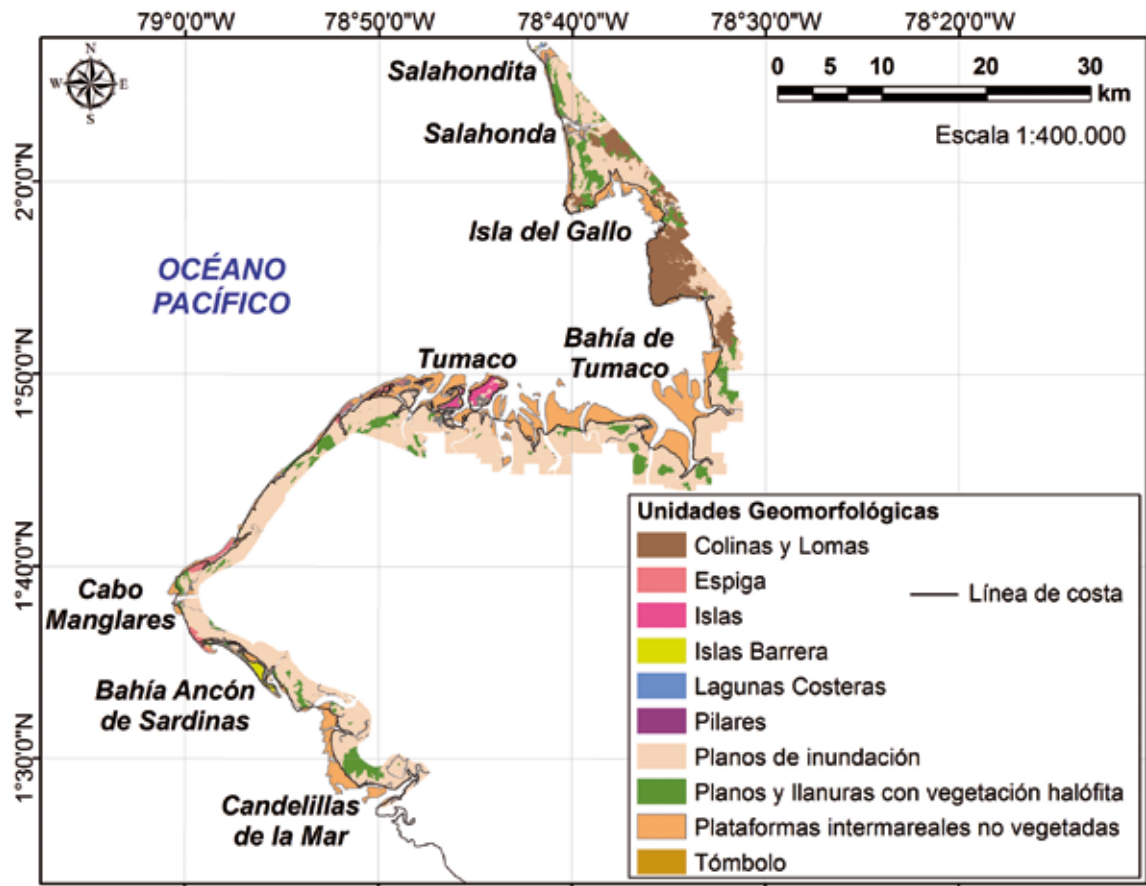 79°0'0"W 78°50'0"W 78°40'0"W 78°30'0"W 78°20'0"W
N
W E
S
0 5 10 20 30
km
Escala 1:400.000
Salahondita
Salahonda
2°0'0"N
Isla del Gallo
OCÉANO
PACÍFICO
Bahía de
Tumaco
Tumaco
1°50'0"N
1°40'0"N
Cabo
Manglares
Bahía Ancón
de Sardinas
1°30'0"N
Candelillas
de la Mar
Unidades Geomorfológicas
Colinas y Lomas
Espiga
Línea de costa
Islas
Islas Barrera
Lagunas Costeras
Pilares
Planos de inundación
Planos y llanuras con vegetación halófita
Plataformas intermareales no vegetadas
Tómbolo